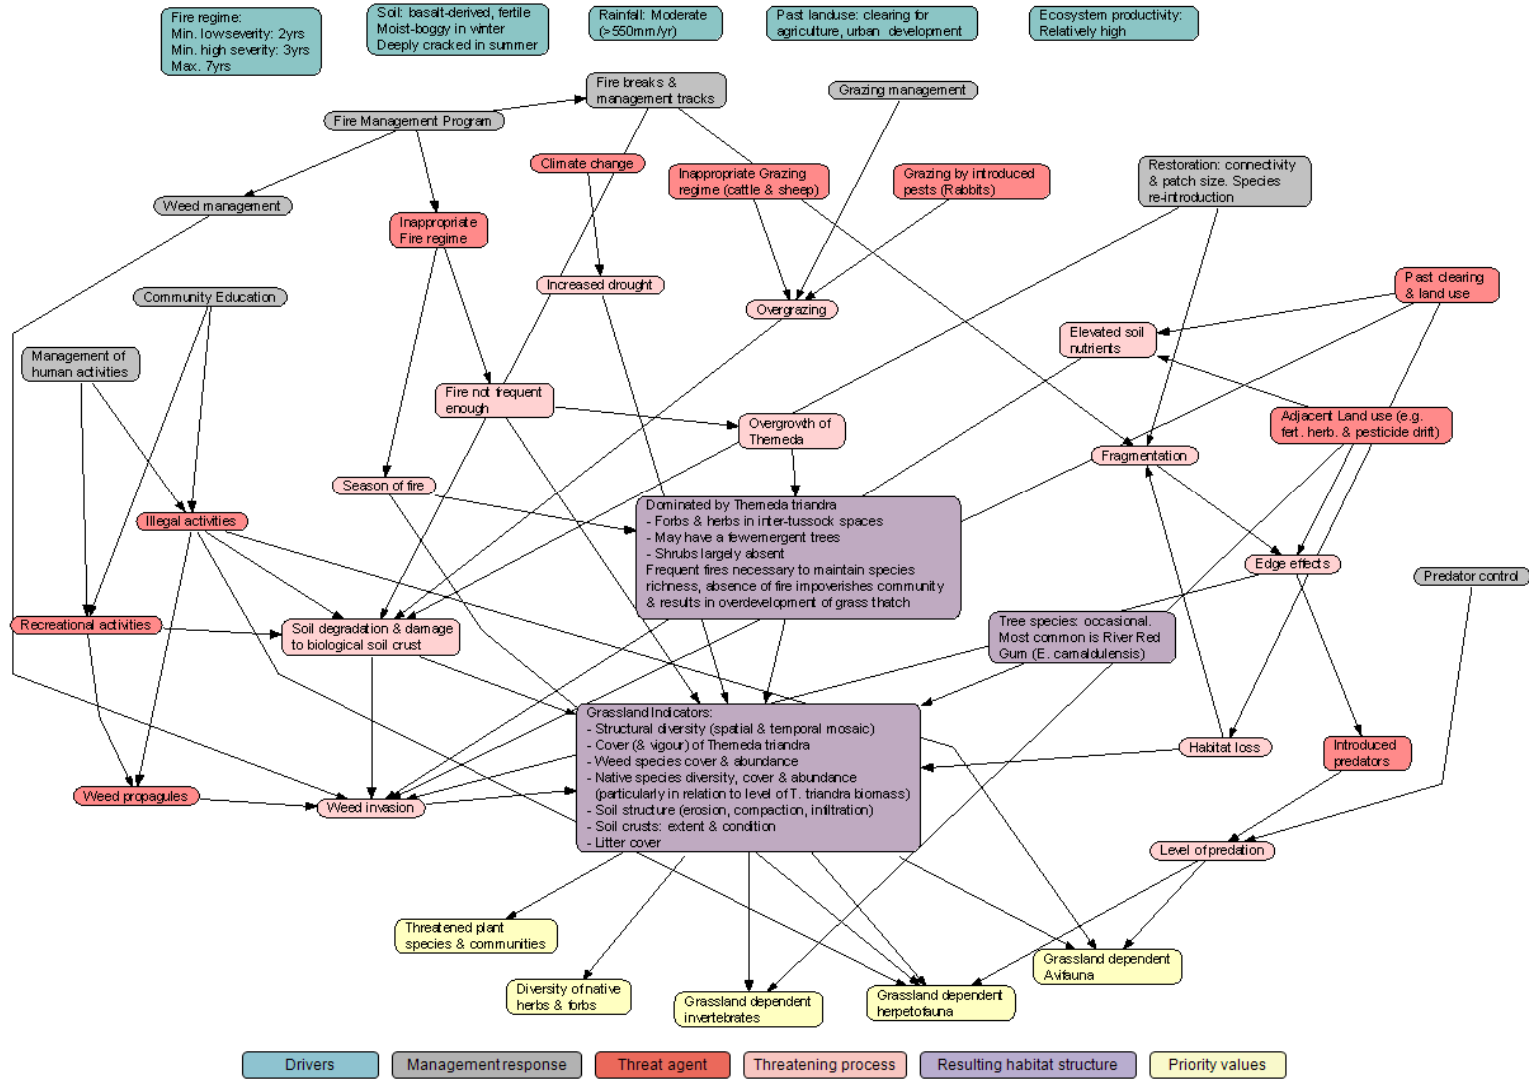 Fire regime:
Min. low severity: 2yrs
Min. high severity: 3yrs
Max. 7yrs
Soil: basalt-derived, fertile
Moist-boggy in winter
Deeply cracked in summer
Rainfall: Moderate
(>550mm/yr)
Past landuse: clearing for
agriculture, urban development
Ecosystem productivity:
Relatively high
Fire breaks &
management tracks
Grazing management
Fire Management Program
Climate change
Inappropriate Grazing
regime (cattle & sheep)
Grazing by introduced
pests (Rabbits)
Restoration: connectivity
& patch size. Species
re-introduction
Weed management
Inappropriate
Fire regime
Increased drought
Past clearing
& land use
Community Education
Overgrazing
Elevated soil
nutrients
Management of
human activities
Fire not frequent
enough
Overgrowth of
Themeda
Adjacent Land use (e.g.
fert. herb. & pesticide drift)
Fragmentation
Season of fire
Illegal activities
Dominated by Themeda triandra
- Forbs & herbs in inter-tussock spaces
- May have a few emergent trees
- Shrubs largely absent
Frequent fires necessary to maintain species
richness, absence of fire impoverishes community
& results in overdevelopment of grass thatch
Edge effects
Predator control
Recreational activities
Soil degradation & damage
to biological soil crust
Tree species: occasional.
Most common is River Red
Gum (E. camaldulensis)
Grassland Indicators:
- Structural diversity (spatial & temporal mosaic)
- Cover (& vigour) of Themeda triandra
- Weed species cover & abundance
- Native species diversity, cover & abundance
(particularly in relation to level of T. triandra biomass)
- Soil structure (erosion, compaction, infiltration)
- Soil crusts: extent & condition
- Litter cover
Habitat loss
Introduced
predators
Weed propagules
Weed invasion
Level of predation
Threatened plant
species & communities
Diversity of native
herbs & forbs
Grassland dependent
invertebrates
Grassland dependent
herpetofauna
Grassland dependent
Avifauna
Drivers
Management response
Threat agent
Threatening process
Resulting habitat structure
Priority values